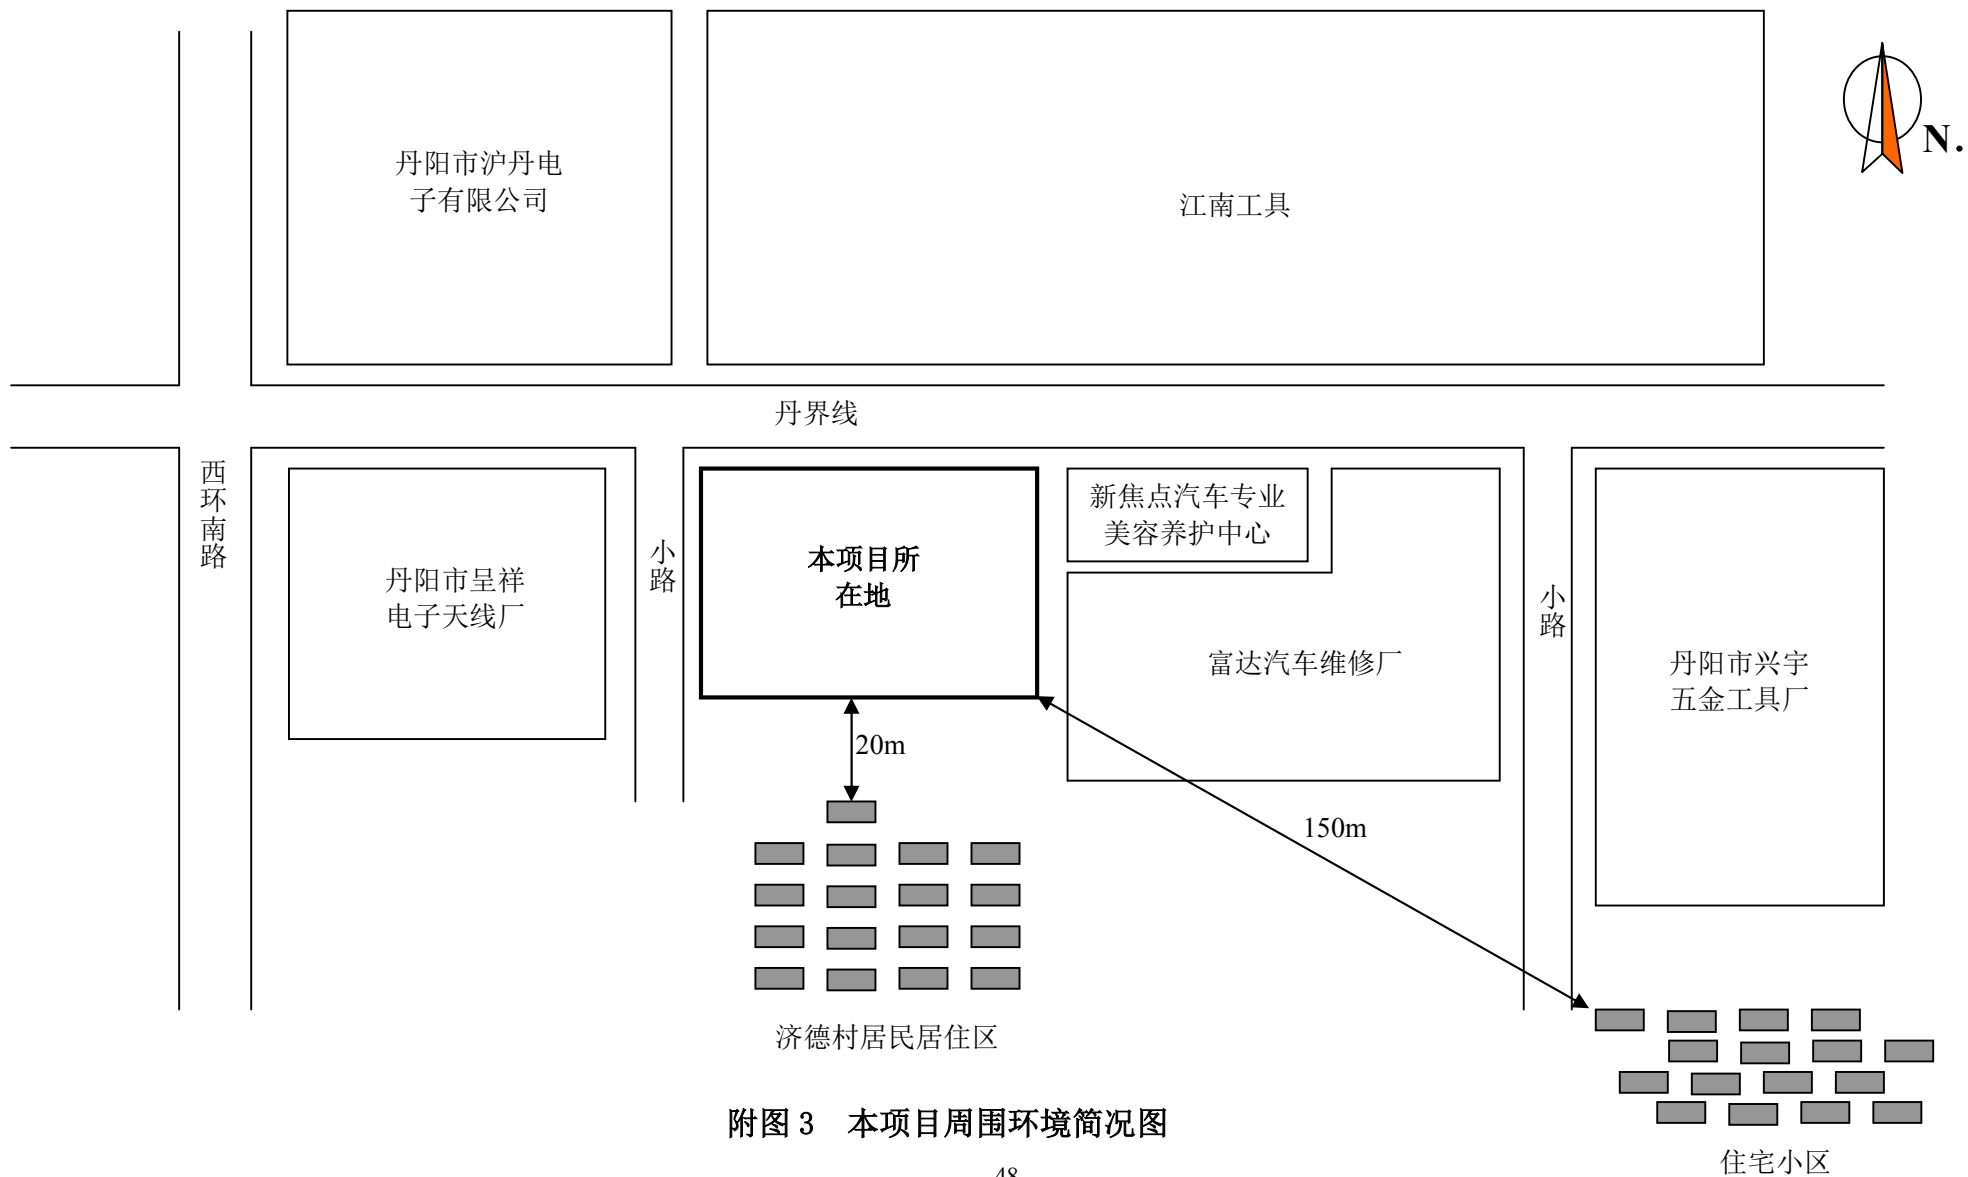 丹阳市沪丹电
子有限公司
江南工具
N.
丹界线
西环南路
丹阳市呈祥
电子天线厂
小路
本项目所
在地
新焦点汽车专业
美容养护中心
富达汽车维修厂
小路
丹阳市兴宇
五金工具厂
20m
150m
济德村居民居住区
附图 3 本项目周围环境简况图
住宅小区
48